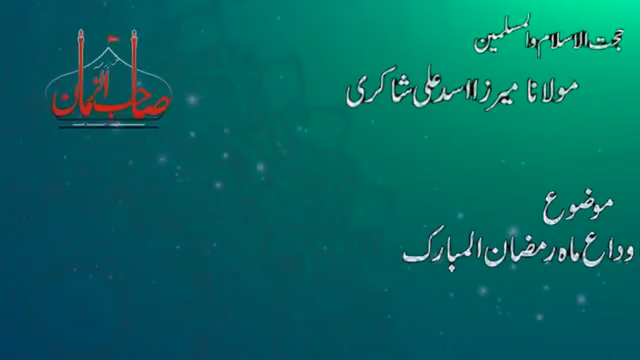 حجت الاسلام والمسلمین
مولانا میرزا اسد علی شاکری
صاحب الزمان
موضوع
وداع ماہ رمضان المبارک